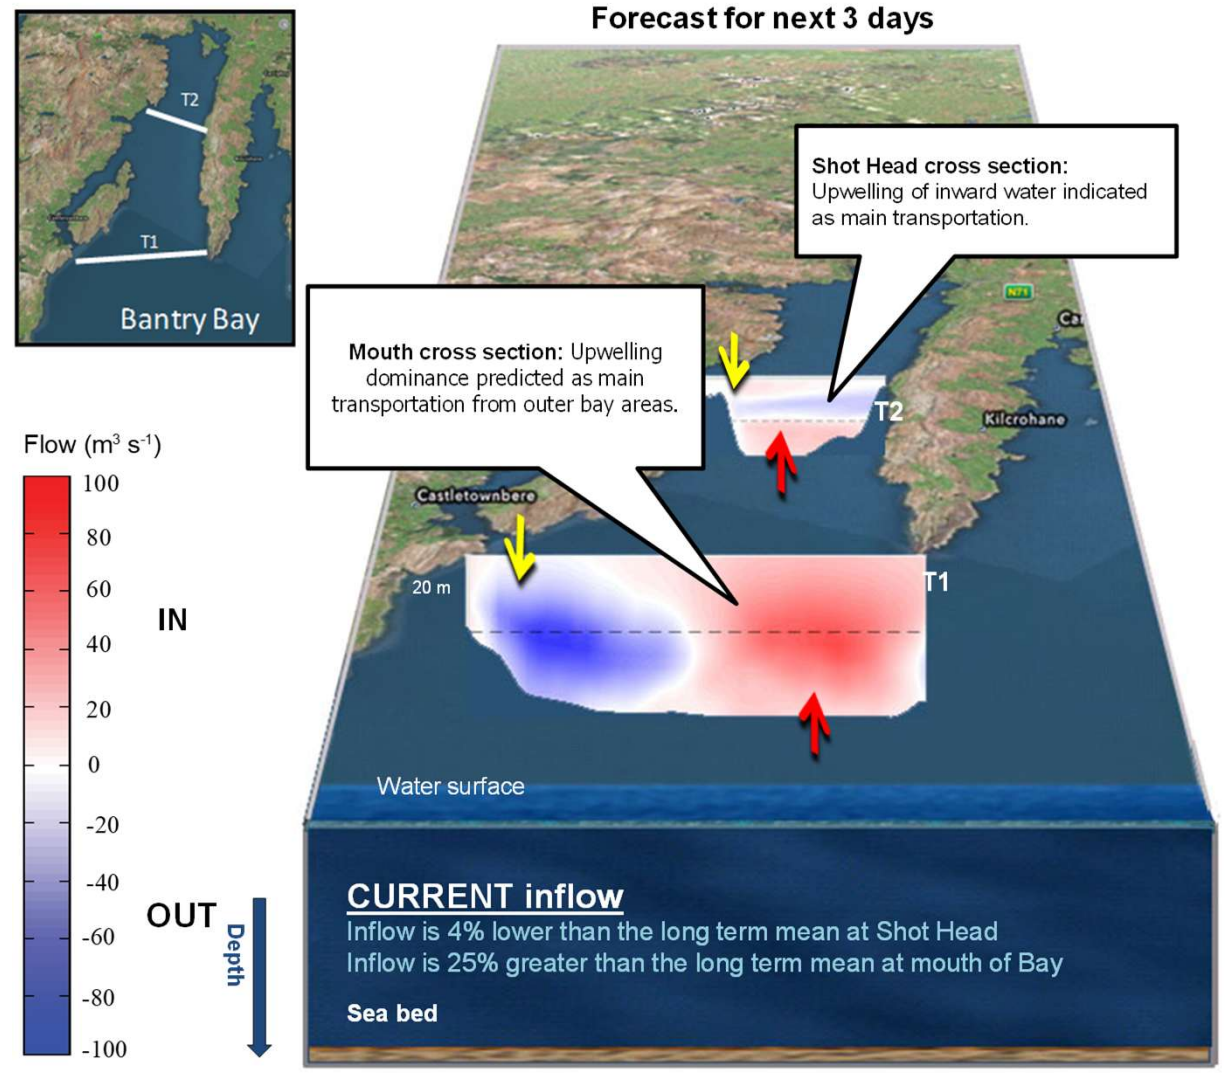 Forecast for next 3 days
T2
T1
Bantry Bay
Shot Head cross section:
Upwelling of inward water indicated
as main transportation.
N71
Mouth cross section: Upwelling
dominance predicted as main
transportation from outer bay areas.
T2
Kilcrohane
Flow (m³ s⁻¹)
100
80
60
40
20
0
-20
-40
-60
-80
-100
IN
OUT
Depth
Castletownbere
20 m
T1
Water surface
CURRENT inflow
Inflow is 4% lower than the long term mean at Shot Head
Inflow is 25% greater than the long term mean at mouth of Bay
Sea bed